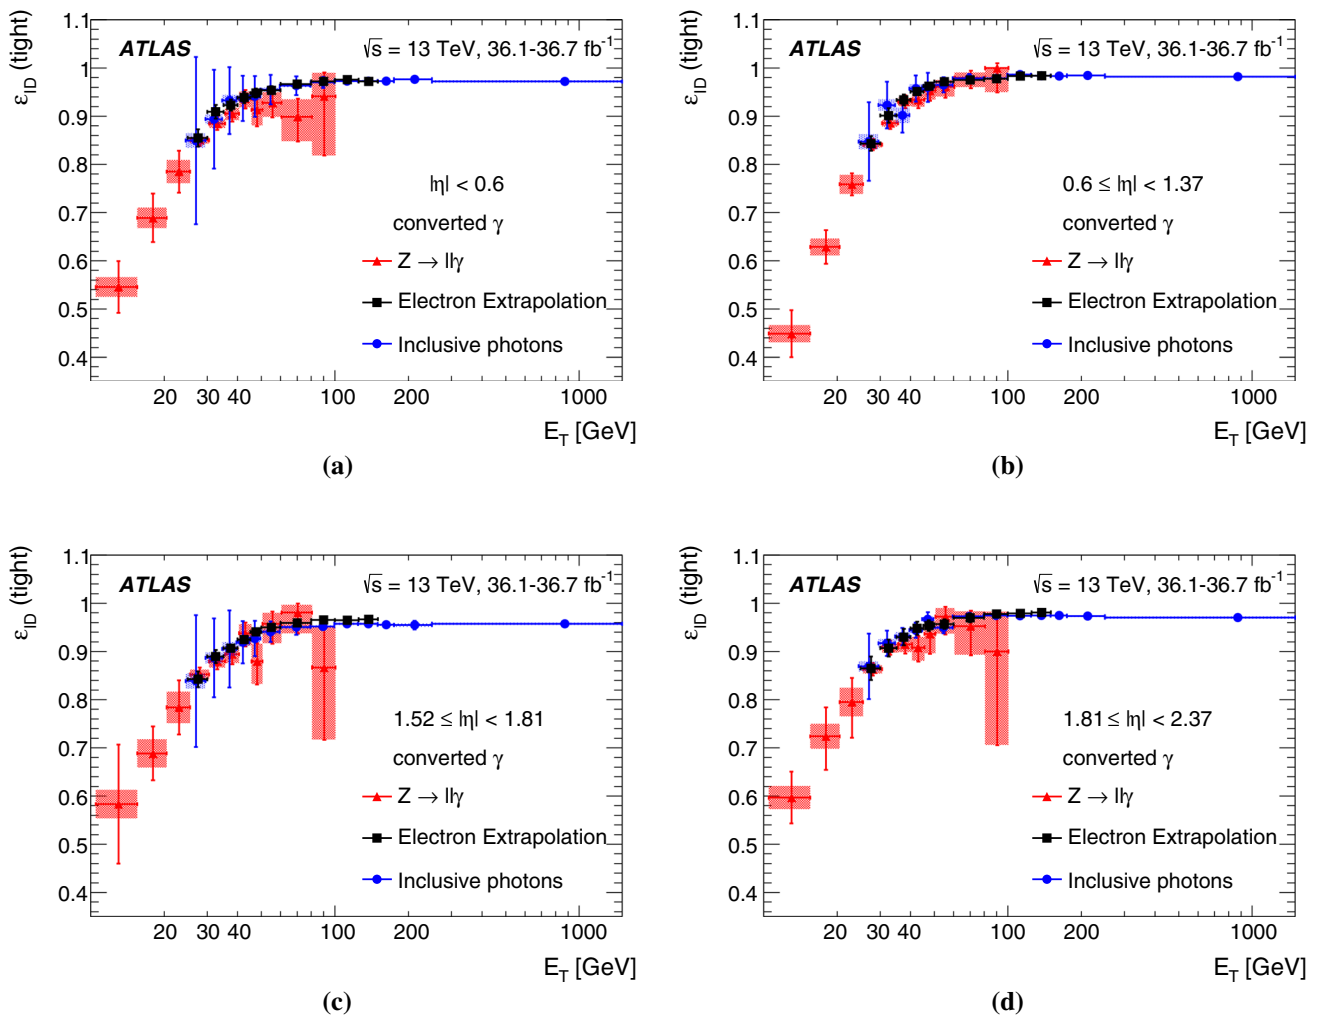 ε_ID (tight)
1.1
1
0.9
0.8
0.7
0.6
0.5
0.4
ATLAS
√s = 13 TeV, 36.1-36.7 fb⁻¹
|η| < 0.6
converted γ
Z → llγ
Electron Extrapolation
Inclusive photons
20 30 40 100 200 1000
E_T [GeV]
(a)
ε_ID (tight)
1.1
1
0.9
0.8
0.7
0.6
0.5
0.4
ATLAS
√s = 13 TeV, 36.1-36.7 fb⁻¹
0.6 ≤ |η| < 1.37
converted γ
Z → llγ
Electron Extrapolation
Inclusive photons
20 30 40 100 200 1000
E_T [GeV]
(b)
ε_ID (tight)
1.1
1
0.9
0.8
0.7
0.6
0.5
0.4
ATLAS
√s = 13 TeV, 36.1-36.7 fb⁻¹
1.52 ≤ |η| < 1.81
converted γ
Z → llγ
Electron Extrapolation
Inclusive photons
20 30 40 100 200 1000
E_T [GeV]
(c)
ε_ID (tight)
1.1
1
0.9
0.8
0.7
0.6
0.5
0.4
ATLAS
√s = 13 TeV, 36.1-36.7 fb⁻¹
1.81 ≤ |η| < 2.37
converted γ
Z → llγ
Electron Extrapolation
Inclusive photons
20 30 40 100 200 1000
E_T [GeV]
(d)